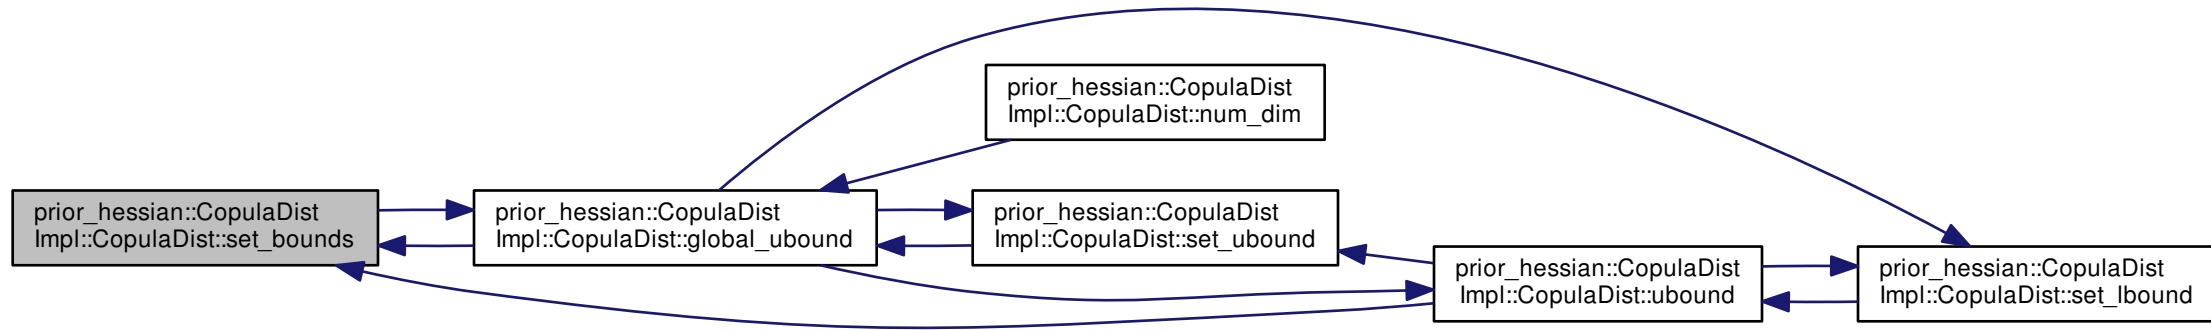 prior_hessian::CopulaDist
Impl::CopulaDist::set_bounds
prior_hessian::CopulaDist
Impl::CopulaDist::global_ubound
prior_hessian::CopulaDist
Impl::CopulaDist::num_dim
prior_hessian::CopulaDist
Impl::CopulaDist::set_ubound
prior_hessian::CopulaDist
Impl::CopulaDist::ubound
prior_hessian::CopulaDist
Impl::CopulaDist::set_lbound